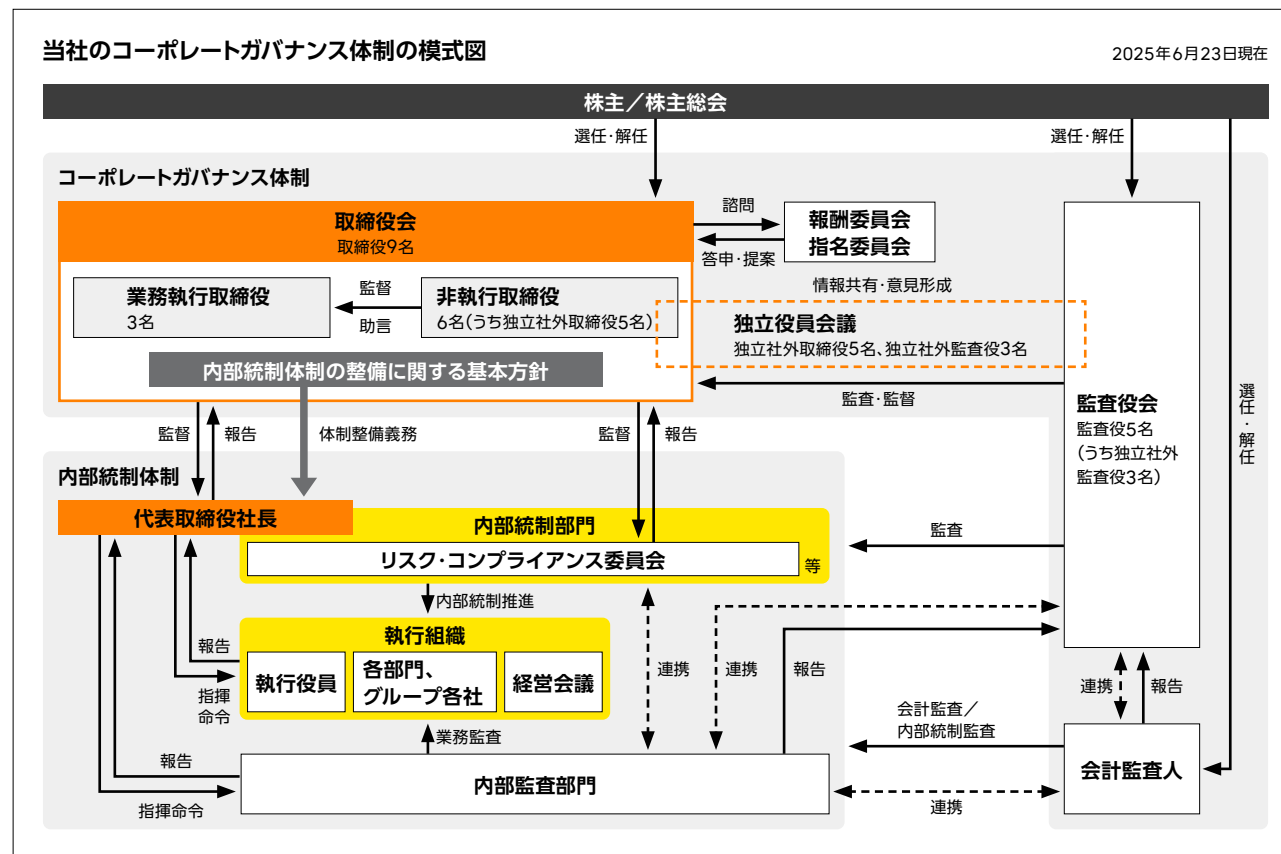 当社のコーポレートガバナンス体制の模式図
2025年6月23日現在
株主／株主総会
選任・解任
選任・解任
コーポレートガバナンス体制
取締役会
取締役9名
諮問
答申・提案
報酬委員会
指名委員会
業務執行取締役
3名
監督
助言
非執行取締役
6名（うち独立社外取締役5名）
情報共有・意見形成
独立役員会議
独立社外取締役5名、独立社外監査役3名
内部統制体制の整備に関する基本方針
監査・監督
監査役会
監査役5名
（うち独立社外
監査役3名）
選任・解任
監督
報告
体制整備義務
監督
報告
内部統制体制
代表取締役社長
内部統制部門
リスク・コンプライアンス委員会
等
監査
内部統制推進
執行組織
執行役員
各部門、
グループ各社
経営会議
報告
指揮
命令
連携
連携
報告
連携
報告
業務監査
会計監査／
内部統制監査
報告
指揮命令
内部監査部門
連携
会計監査人